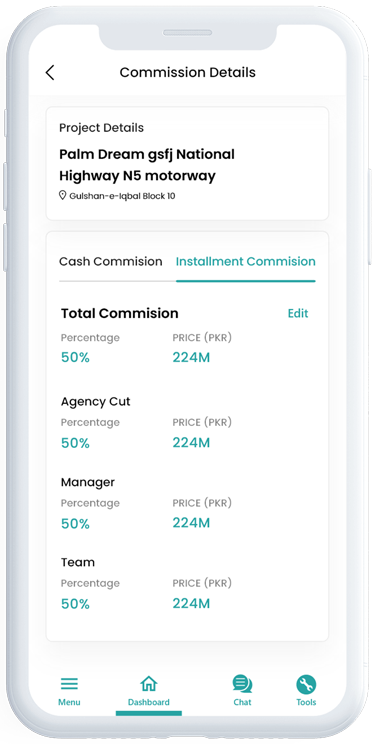 Commission Details
Project Details
Palm Dream gsfj National
Highway N5 motorway
Gulshan-e-Iqbal Block 10
Cash Commision Installment Commision
Total Commision Edit
Percentage PRICE (PKR)
50% 224M
Agency Cut
Percentage PRICE (PKR)
50% 224M
Manager
Percentage PRICE (PKR)
50% 224M
Team
Percentage PRICE (PKR)
50% 224M
Menu Dashboard Chat Tools